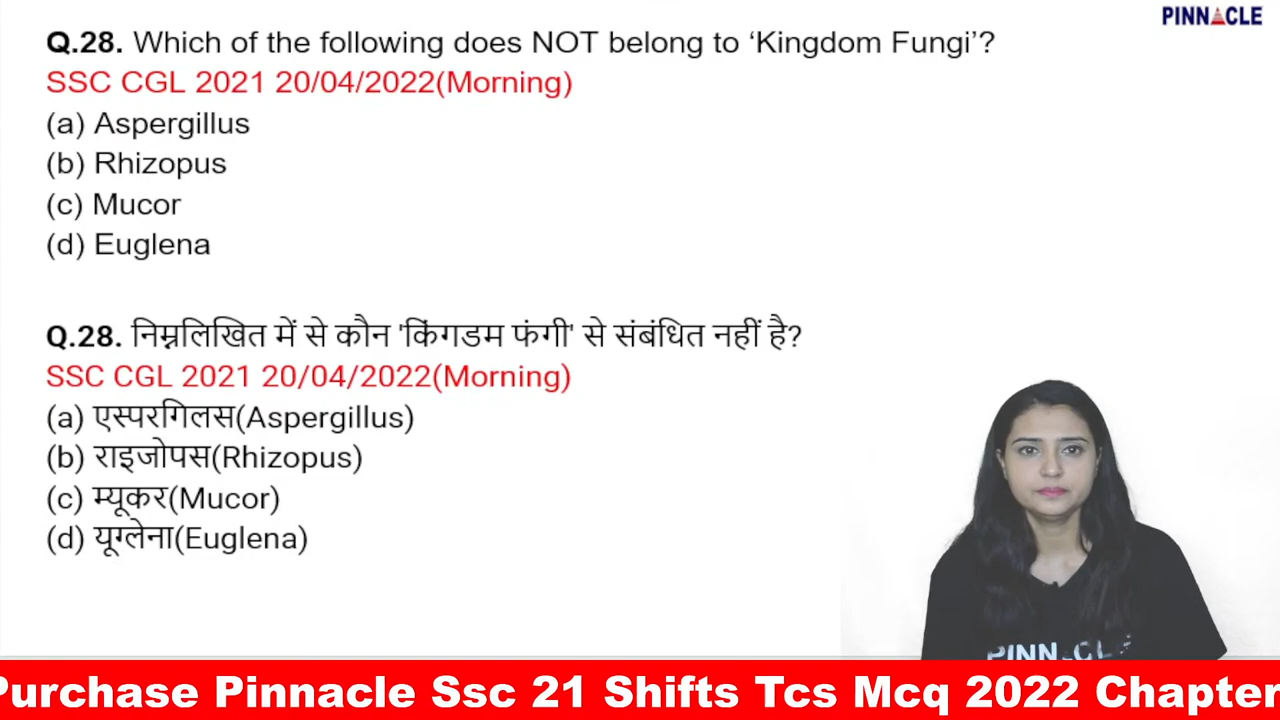 PINNACLE
Q.28. Which of the following does NOT belong to ‘Kingdom Fungi’?
SSC CGL 2021 20/04/2022(Morning)
(a) Aspergillus
(b) Rhizopus
(c) Mucor
(d) Euglena
Q.28. निम्नलिखित में से कौन 'किंगडम फंगी' से संबंधित नहीं है?
SSC CGL 2021 20/04/2022(Morning)
(a) एस्परगिलस(Aspergillus)
(b) राइजोपस(Rhizopus)
(c) म्यूकर(Mucor)
(d) यूग्लेना(Euglena)
Purchase Pinnacle Ssc 21 Shifts Tcs Mcq 2022 Chapter